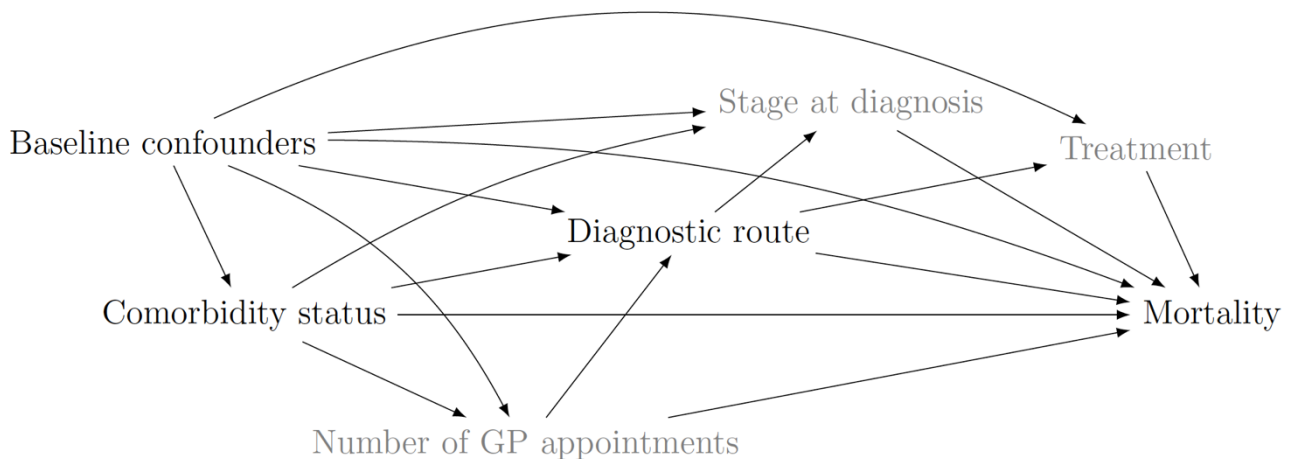 Stage at diagnosis
Baseline confounders
Treatment
Diagnostic route
Comorbidity status
Mortality
Number of GP appointments